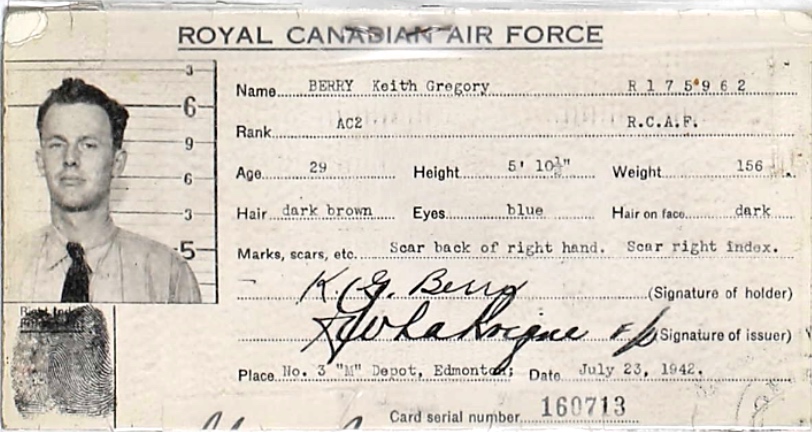 ROYAL CANADIAN AIR FORCE
Name BERRY Keith Gregory R175962
Rank AC2 R.C.A.F.
Age 29 Height 5' 10½" Weight 156
Hair dark brown Eyes blue Hair on face dark
Marks, scars, etc. Scar back of right hand. Scar right index.
K. G. Berry (Signature of holder)
(Signature of issuer)
Place No. 3 "M" Depot, Edmonton; Date July 23, 1942.
Card serial number 160713
3
6
9
6
3
5
Right Index